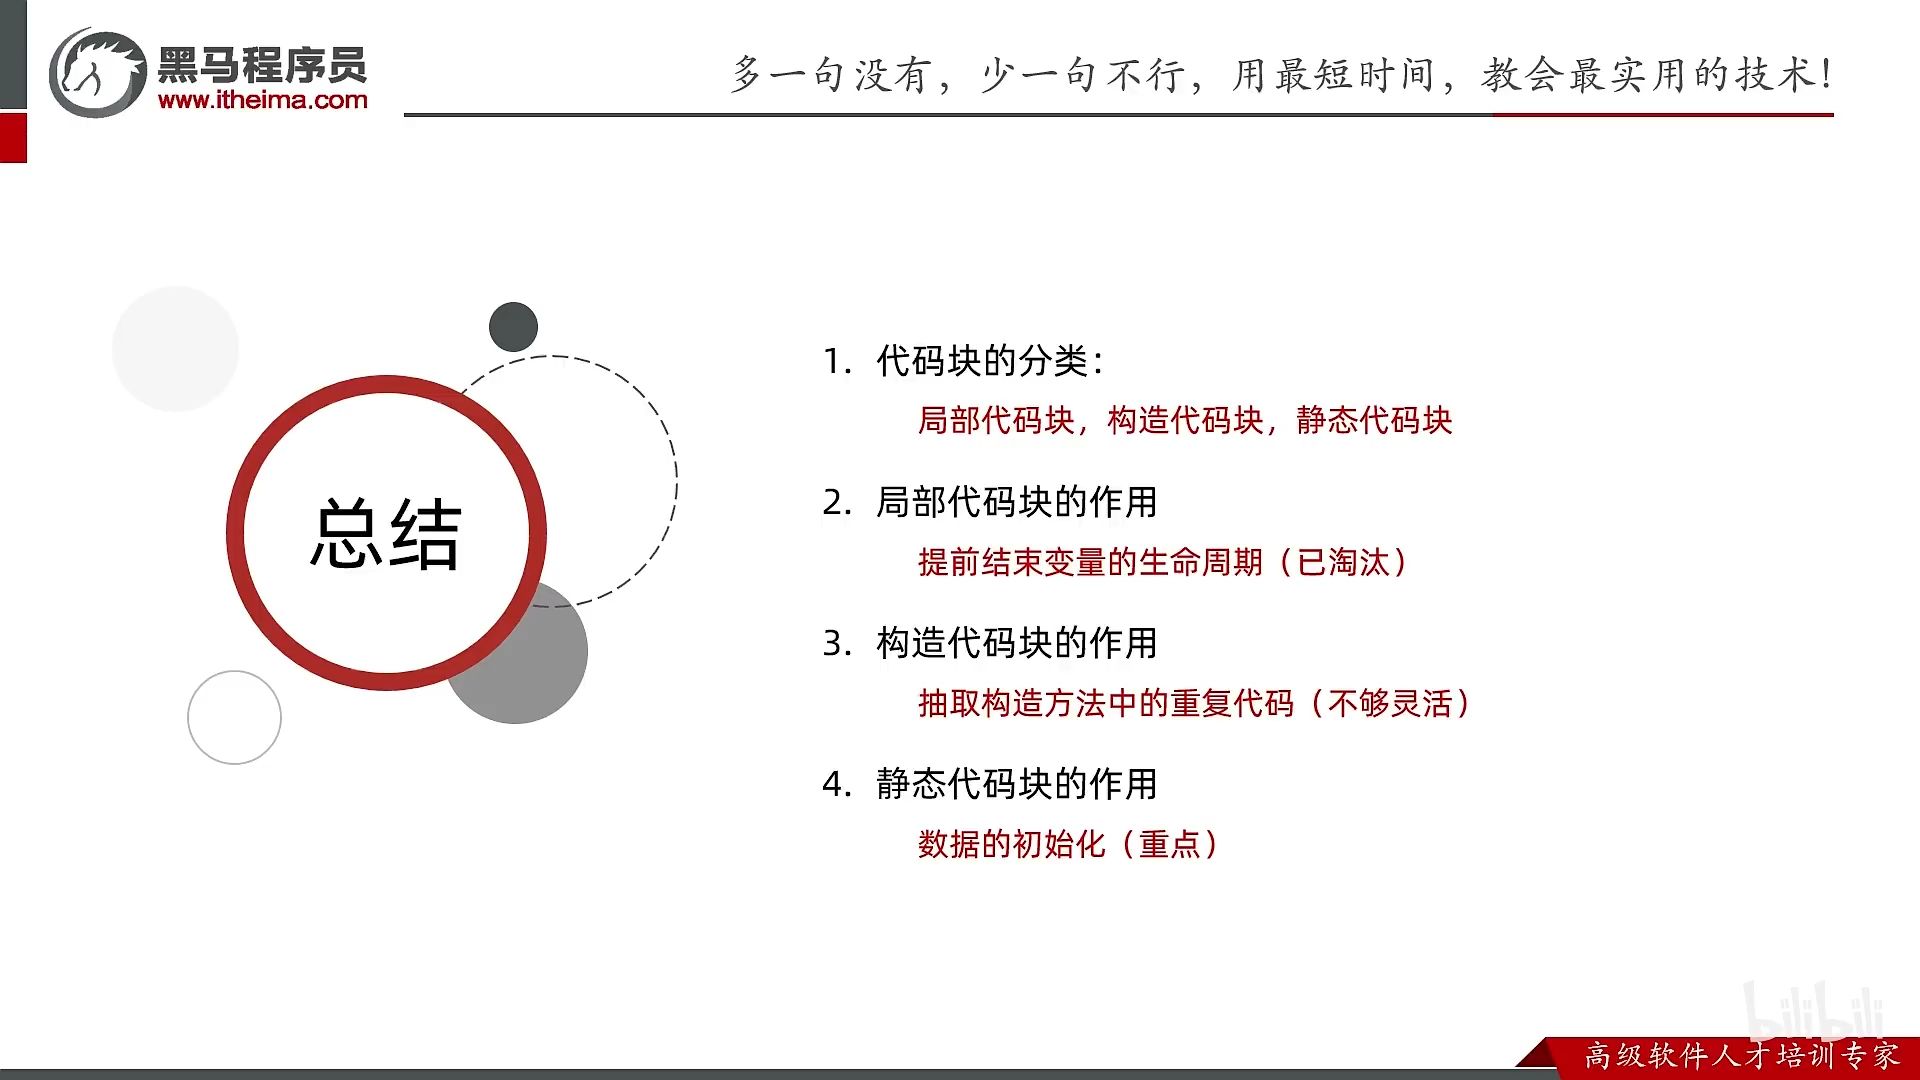 黑马程序员
www.itheima.com
多一句没有，少一句不行，用最短时间，教会最实用的技术！
总结
1. 代码块的分类：
局部代码块，构造代码块，静态代码块
2. 局部代码块的作用
提前结束变量的生命周期（已淘汰）
3. 构造代码块的作用
抽取构造方法中的重复代码（不够灵活）
4. 静态代码块的作用
数据的初始化（重点）
bilibili
高级软件人才培训专家